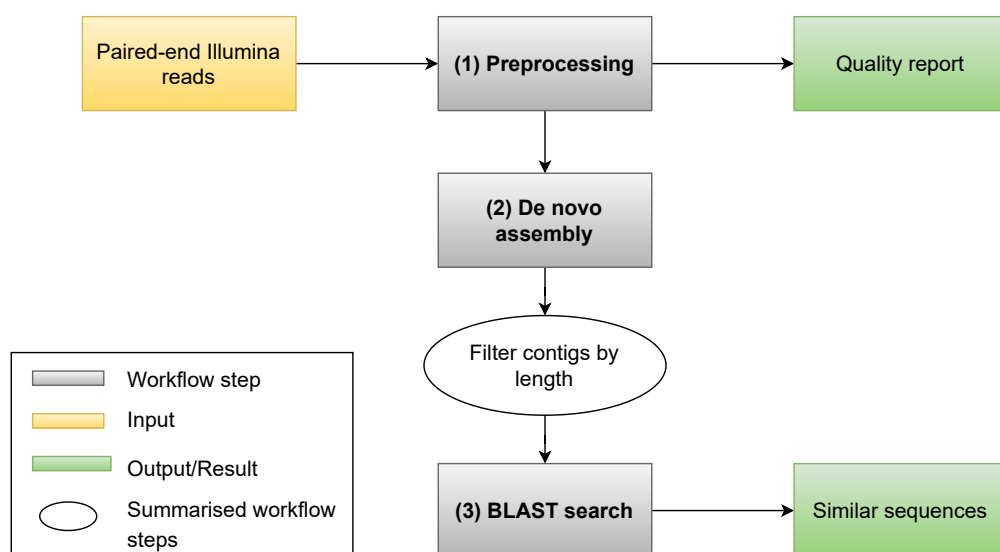 Paired-end Illumina
reads
(1) Preprocessing
Quality report
(2) De novo
assembly
Filter contigs by
length
(3) BLAST search
Similar sequences
Workflow step
Input
Output/Result
Summarised workflow
steps